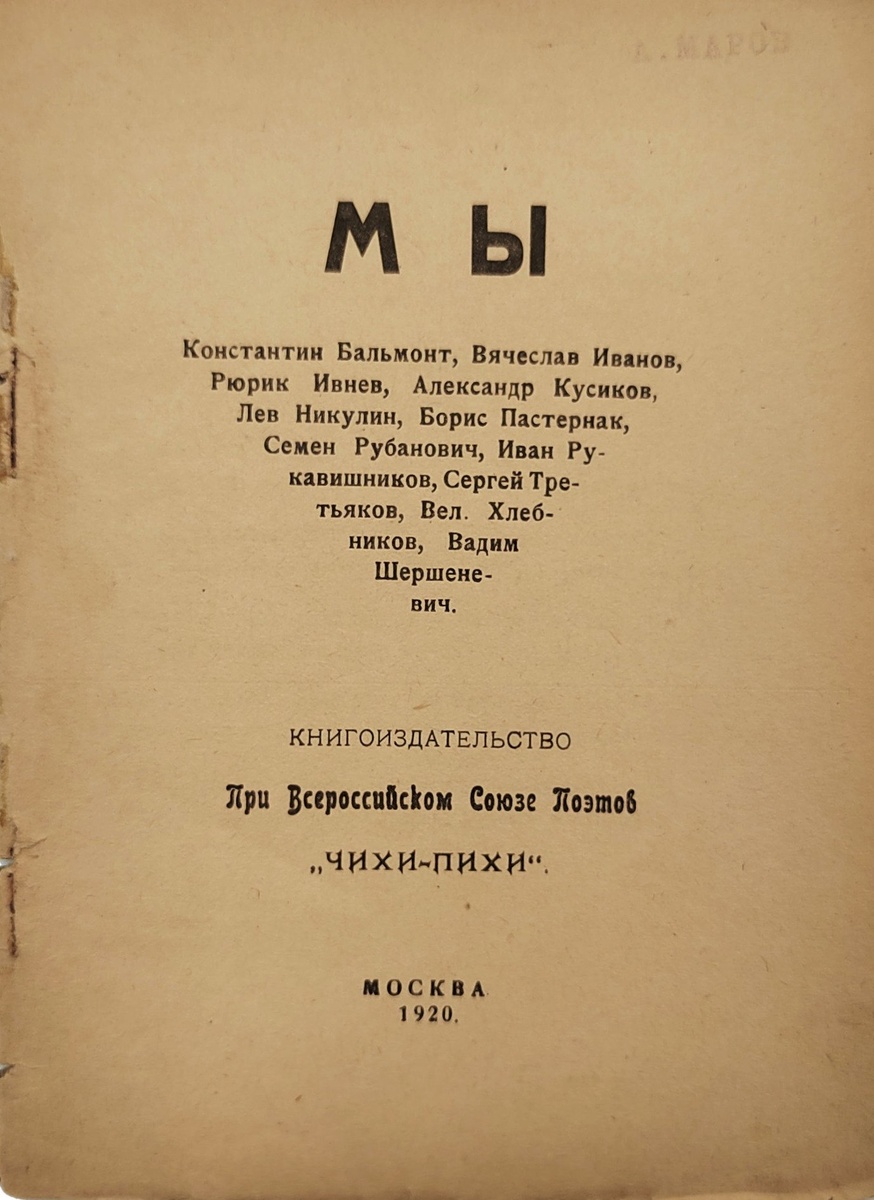 М Ы
Константин Бальмонт, Вячеслав Иванов,
Рюрик Ивнев, Александр Кусиков,
Лев Никулин, Борис Пастернак,
Семен Рубанович, Иван Ру-
кавишников, Сергей Тре-
тьяков, Вел. Хлеб-
ников, Вадим
Шершене-
вич.
КНИГОИЗДАТЕЛЬСТВО
При Всероссийском Союзе Поэтов
„ЧИХИ-ПИХИ“.
МОСКВА
1920.